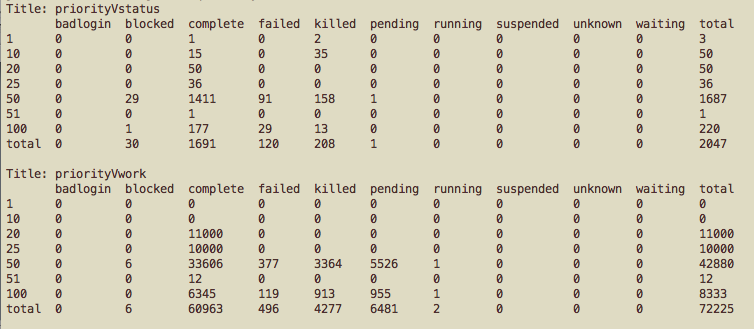 Title: priorityVstatus
badlogin blocked complete failed killed pending running suspended unknown waiting total
1 0 0 1 0 2 0 0 0 0 0 3
10 0 0 15 0 35 0 0 0 0 0 50
20 0 0 50 0 0 0 0 0 0 0 50
25 0 0 36 0 0 0 0 0 0 0 36
50 0 29 1411 91 158 1 0 0 0 0 1687
51 0 0 1 0 0 0 0 0 0 0 1
100 0 1 177 29 13 0 0 0 0 0 220
total 0 30 1691 120 208 1 0 0 0 0 2047
Title: priorityVwork
badlogin blocked complete failed killed pending running suspended unknown waiting total
1 0 0 0 0 0 0 0 0 0 0 0
10 0 0 0 0 0 0 0 0 0 0 0
20 0 0 11000 0 0 0 0 0 0 0 11000
25 0 0 10000 0 0 0 0 0 0 0 10000
50 0 6 33606 377 3364 5526 1 0 0 0 42880
51 0 0 12 0 0 0 0 0 0 0 12
100 0 0 6345 119 913 955 1 0 0 0 8333
total 0 6 60963 496 4277 6481 2 0 0 0 72225